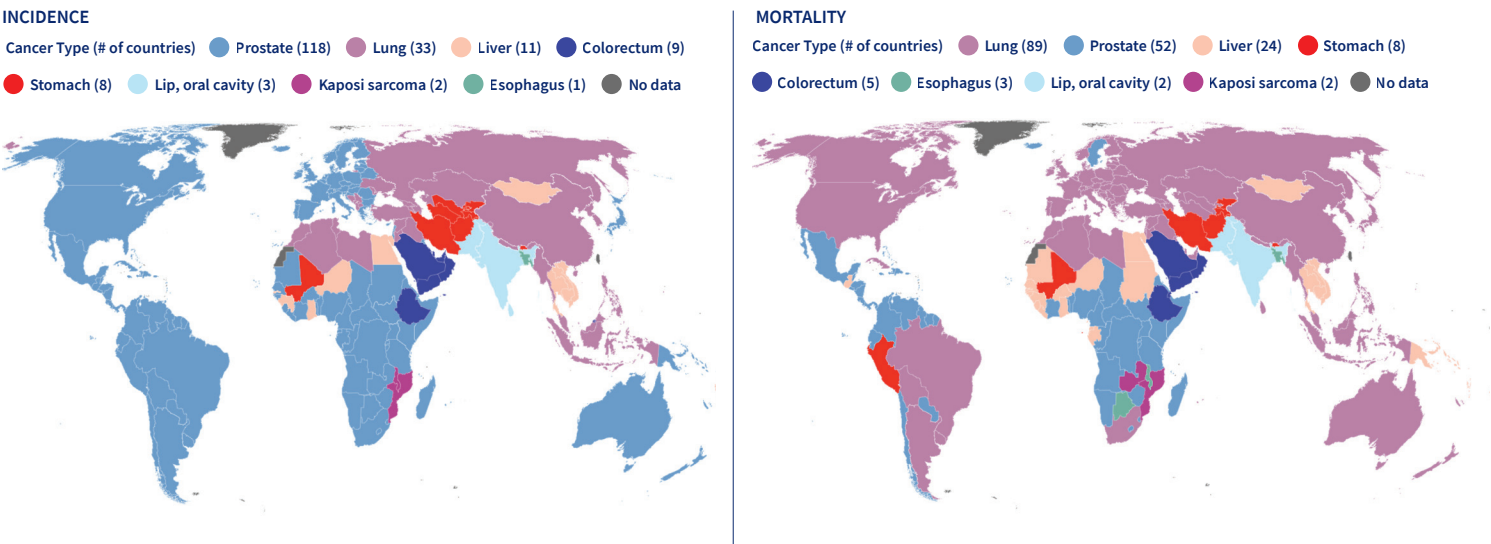 INCIDENCE
Cancer Type (# of countries) Prostate (118) Lung (33) Liver (11) Colorectum (9)
Stomach (8) Lip, oral cavity (3) Kaposi sarcoma (2) Esophagus (1) No data
MORTALITY
Cancer Type (# of countries) Lung (89) Prostate (52) Liver (24) Stomach (8)
Colorectum (5) Esophagus (3) Lip, oral cavity (2) Kaposi sarcoma (2) No data